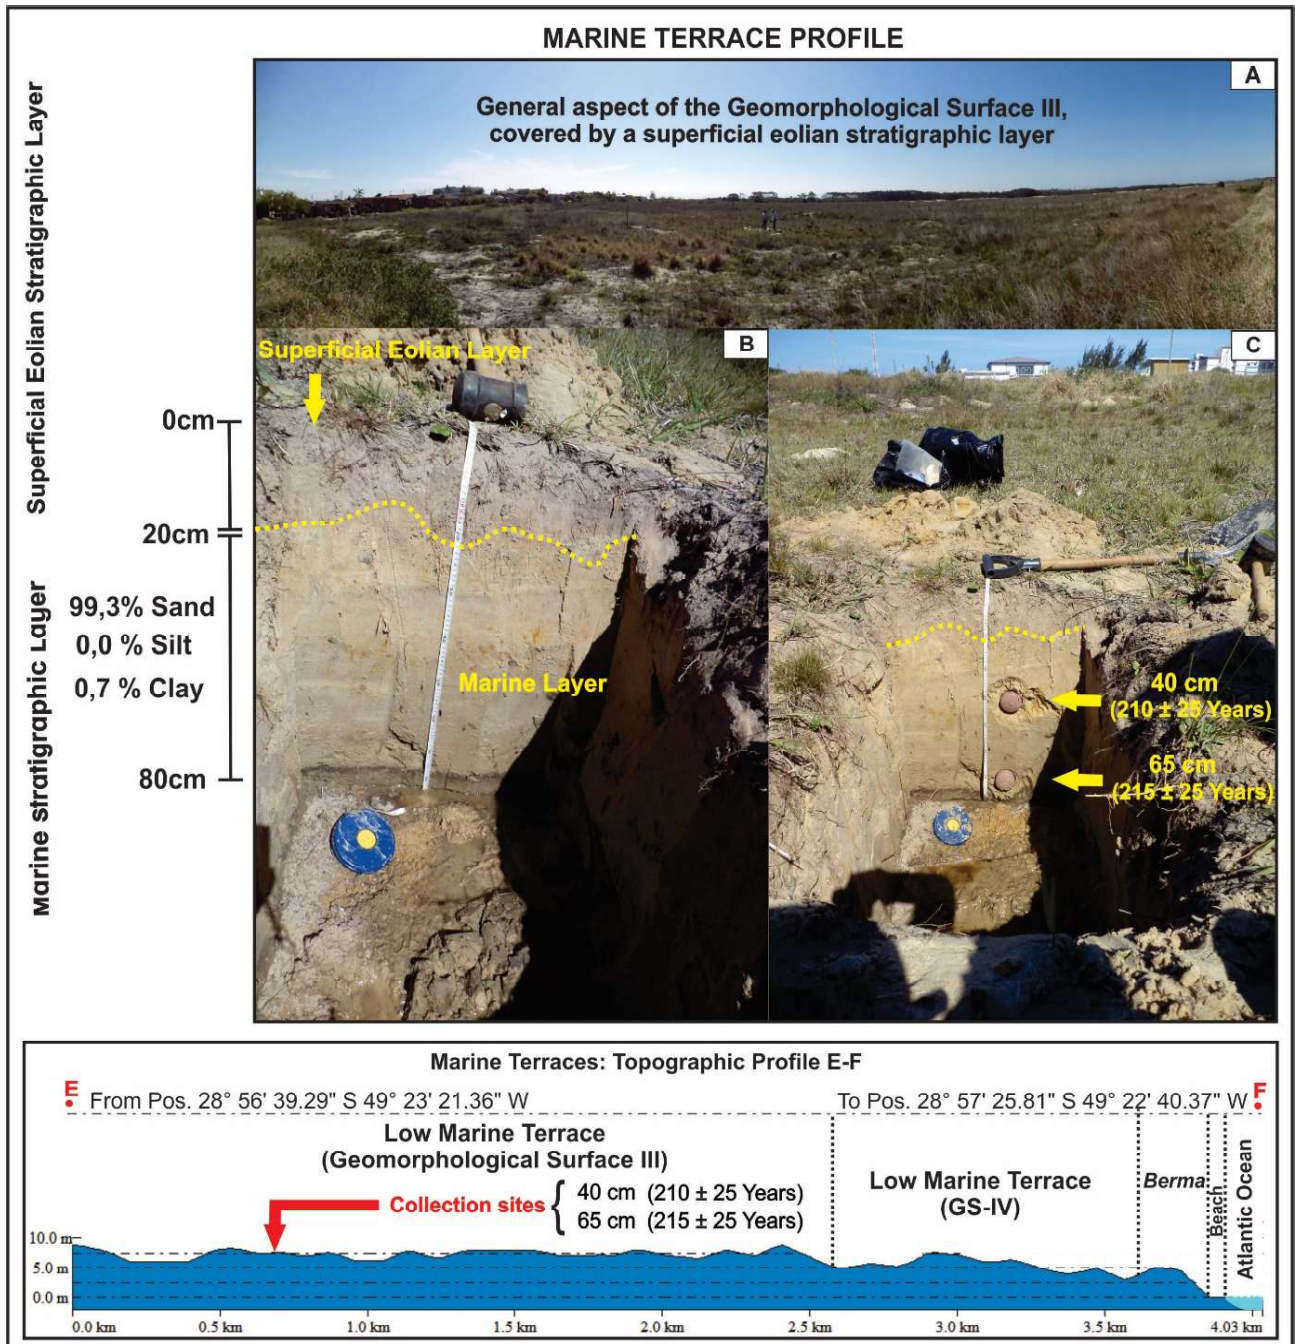 MARINE TERRACE PROFILE
A
General aspect of the Geomorphological Surface III,
covered by a superficial eolian stratigraphic layer
Superficial Eolian Stratigraphic Layer
Marine stratigraphic Layer
0cm
20cm
99,3% Sand
0,0 % Silt
0,7 % Clay
80cm
B
Superficial Eolian Layer
Marine Layer
C
40 cm
(210 ± 25 Years)
65 cm
(215 ± 25 Years)
Marine Terraces: Topographic Profile E-F
E
From Pos. 28° 56' 39.29" S 49° 23' 21.36" W
To Pos. 28° 57' 25.81" S 49° 22' 40.37" W
F
Low Marine Terrace
(Geomorphological Surface III)
Collection sites
40 cm (210 ± 25 Years)
65 cm (215 ± 25 Years)
Low Marine Terrace
(GS-IV)
Berma
Beach
Atlantic Ocean
10.0 m
5.0 m
0.0 m
0.0 km 0.5 km 1.0 km 1.5 km 2.0 km 2.5 km 3.0 km 3.5 km 4.03 km